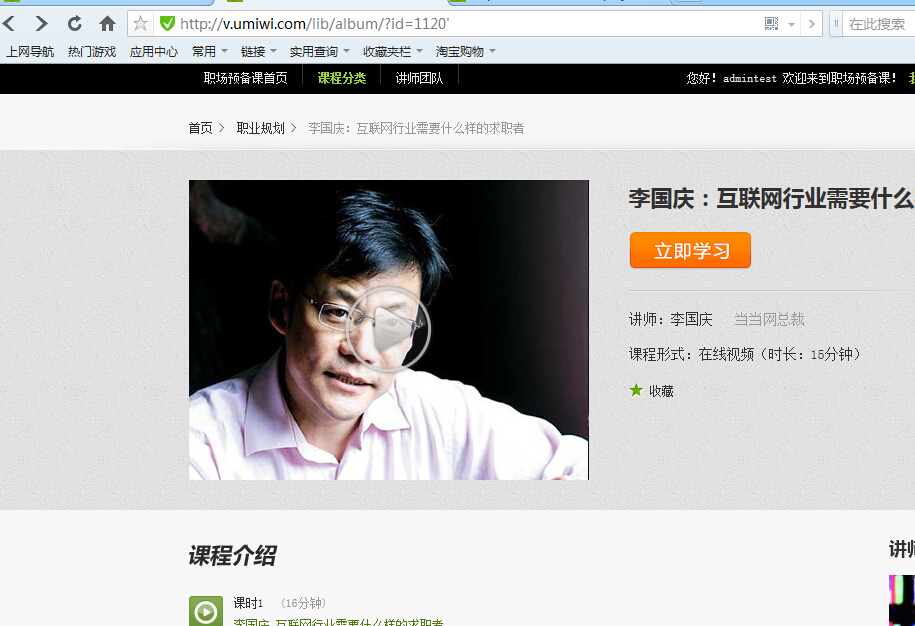 http://v.umiwi.com/lib/album/?id=1120'
在此搜索
上网导航 热门游戏 应用中心 常用 链接 实用查询 收藏夹栏 淘宝购物
职场预备课首页 课程分类 讲师团队 您好！admintest 欢迎来到职场预备课！
首页 > 职业规划 > 李国庆：互联网行业需要什么样的求职者
李国庆：互联网行业需要什么
立即学习
讲师：李国庆 当当网总裁
课程形式：在线视频（时长：15分钟）
收藏
课程介绍
讲师
课时1 （16分钟）
李国庆 互联网行业需要什么样的求职者